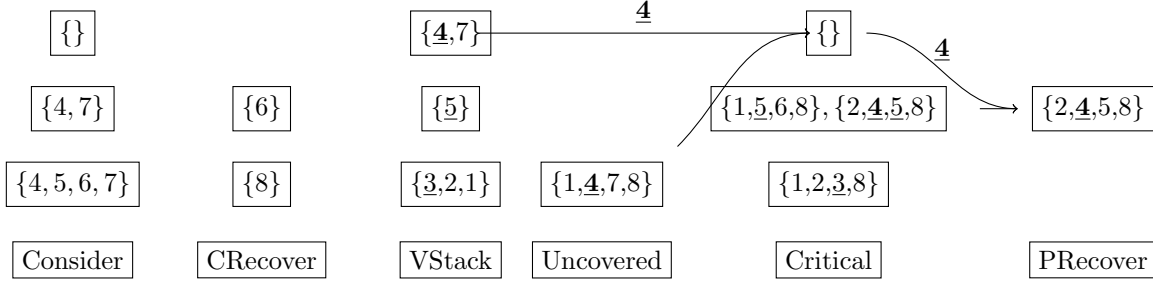 4
{} {4,7} {}
4
{4, 7} {6} {5} {1,5,6,8}, {2,4,5,8} {2,4,5,8}
{4, 5, 6, 7} {8} {3,2,1} {1,4,7,8} {1,2,3,8}
Consider CRecover VStack Uncovered Critical PRecover